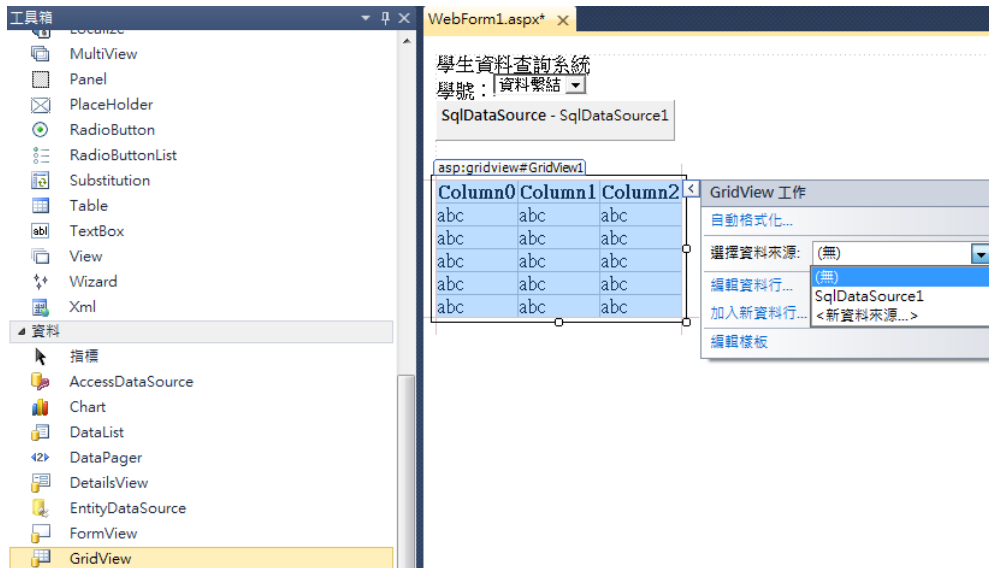 工具箱
Localize
MultiView
Panel
PlaceHolder
RadioButton
RadioButtonList
Substitution
Table
TextBox
View
Wizard
Xml
資料
指標
AccessDataSource
Chart
DataList
DataPager
DetailsView
EntityDataSource
FormView
GridView
WebForm1.aspx*
學生資料查詢系統
學號：資料繫結
SqlDataSource - SqlDataSource1
asp:gridview#GridView1
Column0 Column1 Column2
abc abc abc
abc abc abc
abc abc abc
abc abc abc
abc abc abc
GridView 工作
自動格式化...
選擇資料來源: (無)
(無)
SqlDataSource1
<新資料來源...>
編輯資料行...
加入新資料行...
編輯樣板